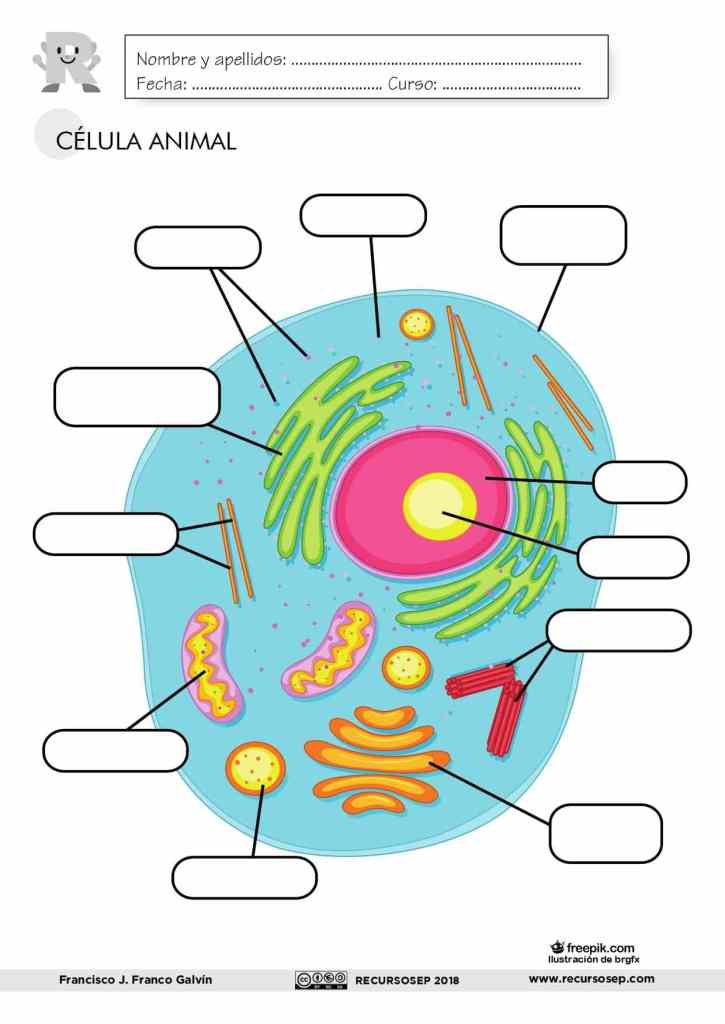 R
Nombre y apellidos: ......................................................................
Fecha: .............................................. Curso: ..................................
CÉLULA ANIMAL
freepik.com
Ilustración de brgfx
Francisco J. Franco Galvín
RECURSOSEP 2018
www.recursosep.com